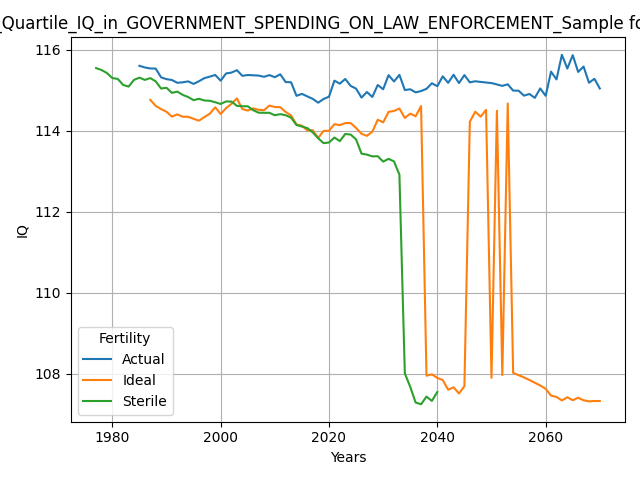 _Quartile_IQ_in_GOVERNMENT_SPENDING_ON_LAW_ENFORCEMENT_Sample fo
116
114
112
110
108
IQ
Fertility
Actual
Ideal
Sterile
1980
2000
2020
2040
2060
Years